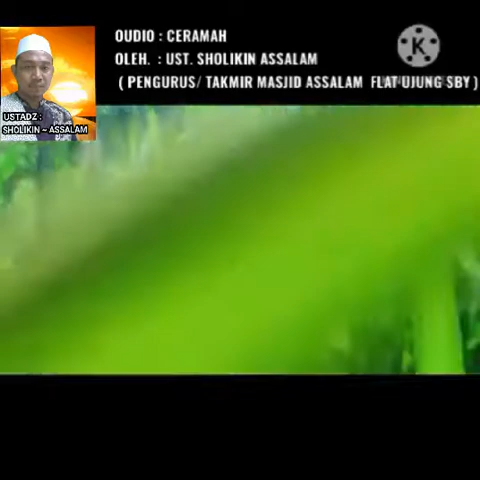 OUDIO : CERAMAH
OLEH. : UST. SHOLIKIN ASSALAM
( PENGURUS/ TAKMIR MASJID ASSALAM FLAT UJUNG SBY )
K
USTADZ :
SHOLIKIN ~ ASSALAM